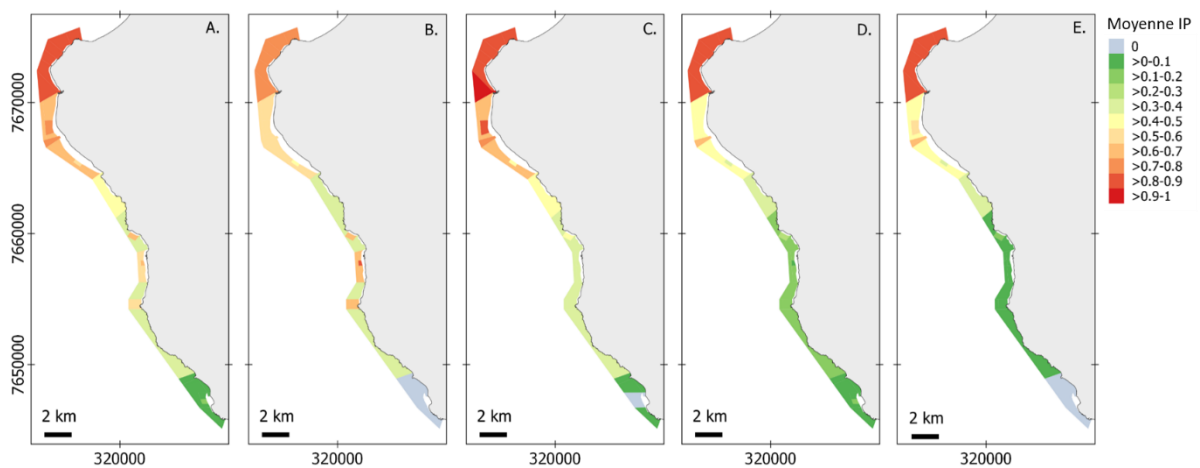 A.
B.
C.
D.
E.
Moyenne IP
0
>0-0.1
>0.1-0.2
>0.2-0.3
>0.3-0.4
>0.4-0.5
>0.5-0.6
>0.6-0.7
>0.7-0.8
>0.8-0.9
>0.9-1
7670000
7660000
7650000
2 km
2 km
2 km
2 km
2 km
320000
320000
320000
320000
320000